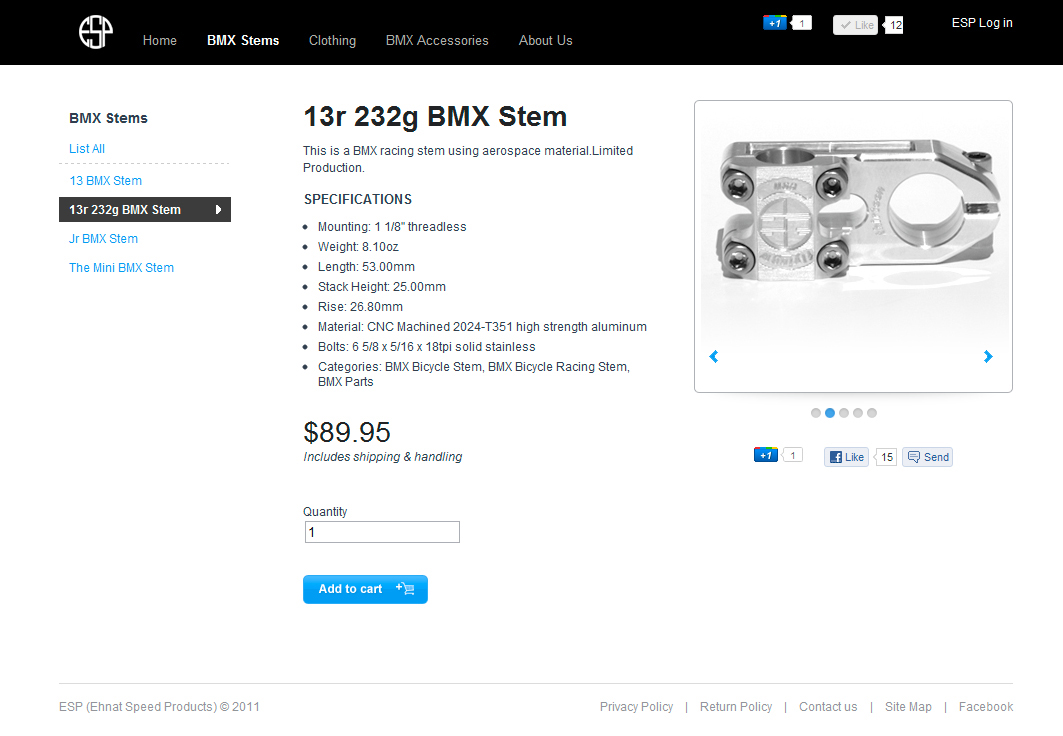 ESP
Home
BMX Stems
Clothing
BMX Accessories
About Us
+1
1
Like
12
ESP Log in
BMX Stems
List All
13 BMX Stem
13r 232g BMX Stem
Jr BMX Stem
The Mini BMX Stem
13r 232g BMX Stem
This is a BMX racing stem using aerospace material.Limited
Production.
SPECIFICATIONS
Mounting: 1 1/8" threadless
Weight: 8.10oz
Length: 53.00mm
Stack Height: 25.00mm
Rise: 26.80mm
Material: CNC Machined 2024-T351 high strength aluminum
Bolts: 6 5/8 x 5/16 x 18tpi solid stainless
Categories: BMX Bicycle Stem, BMX Bicycle Racing Stem,
BMX Parts
$89.95
Includes shipping & handling
Quantity
1
Add to cart
+1
1
Like
15
Send
ESP (Ehnat Speed Products) © 2011
Privacy Policy | Return Policy | Contact us | Site Map | Facebook